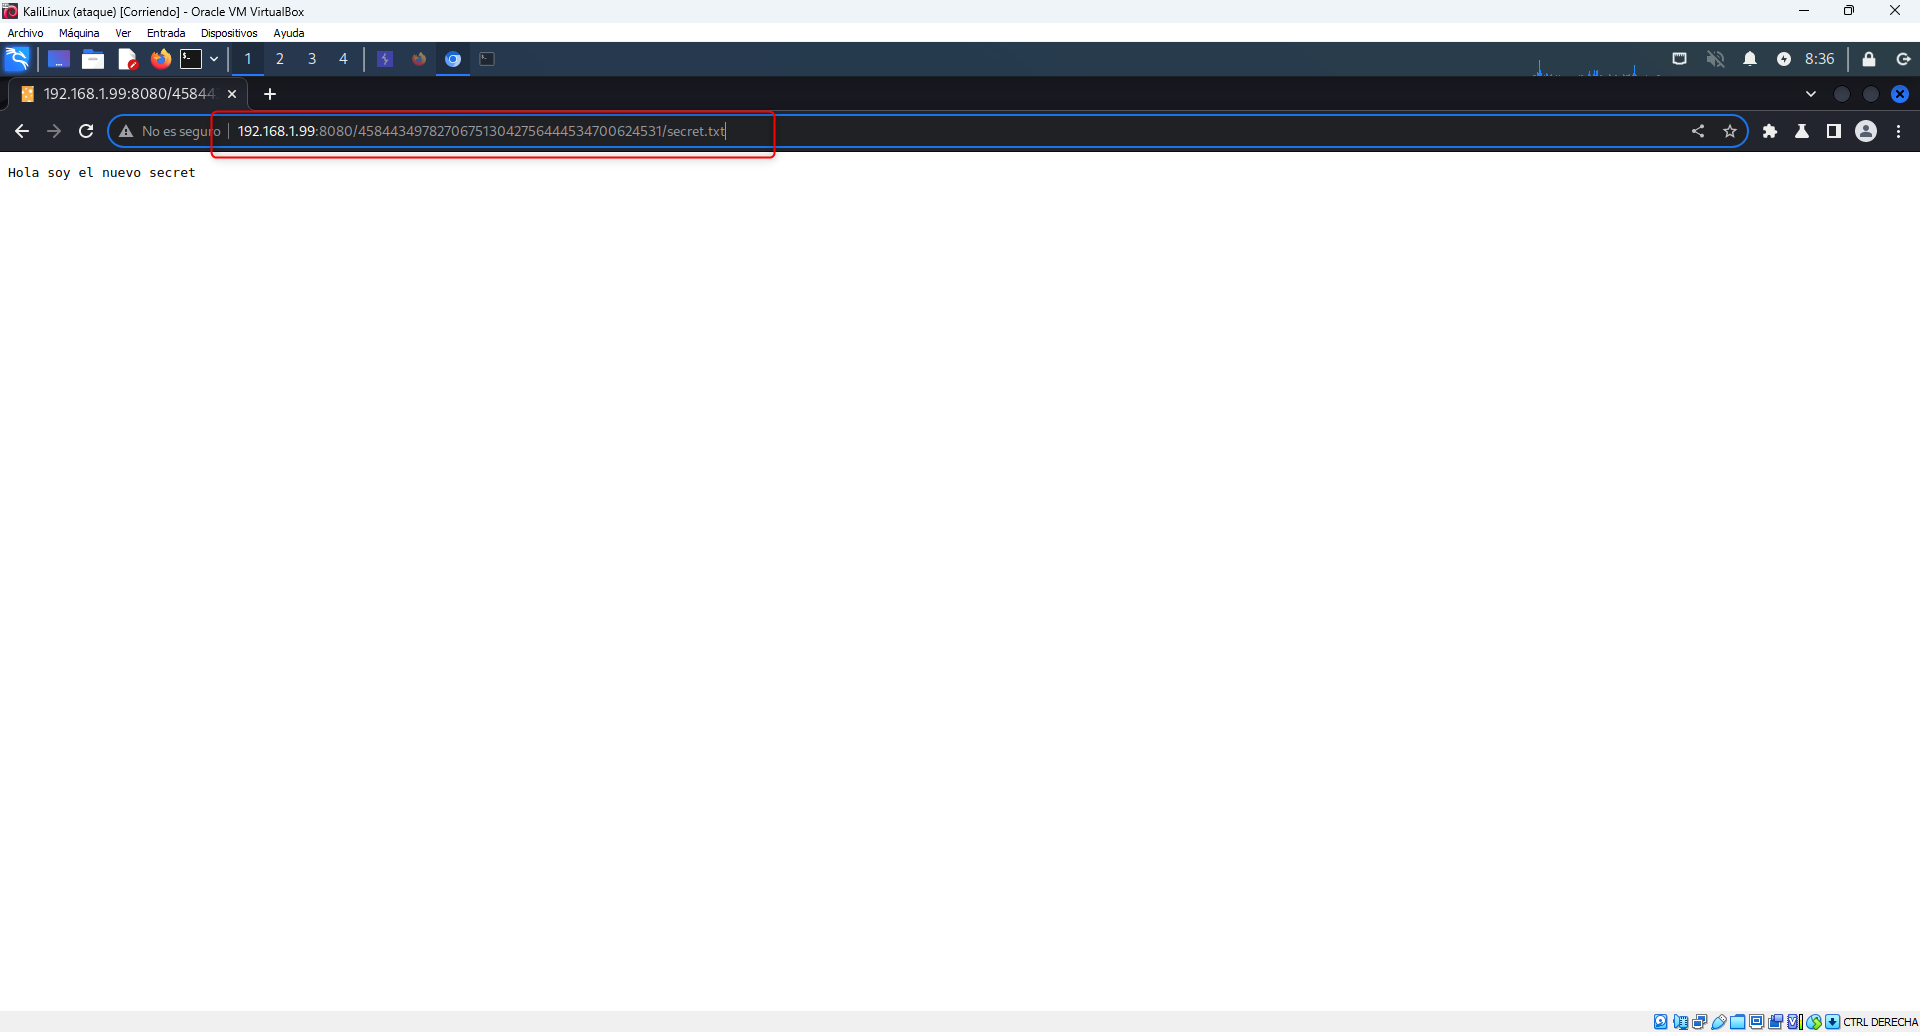 KaliLinux (ataque) [Corriendo] - Oracle VM VirtualBox
Archivo Máquina Ver Entrada Dispositivos Ayuda
1 2 3 4 8:36
192.168.1.99:8080/45844
No es seguro 192.168.1.99:8080/458443497827067513042756444534700624531/secret.txt
Hola soy el nuevo secret
CTRL DERECHA